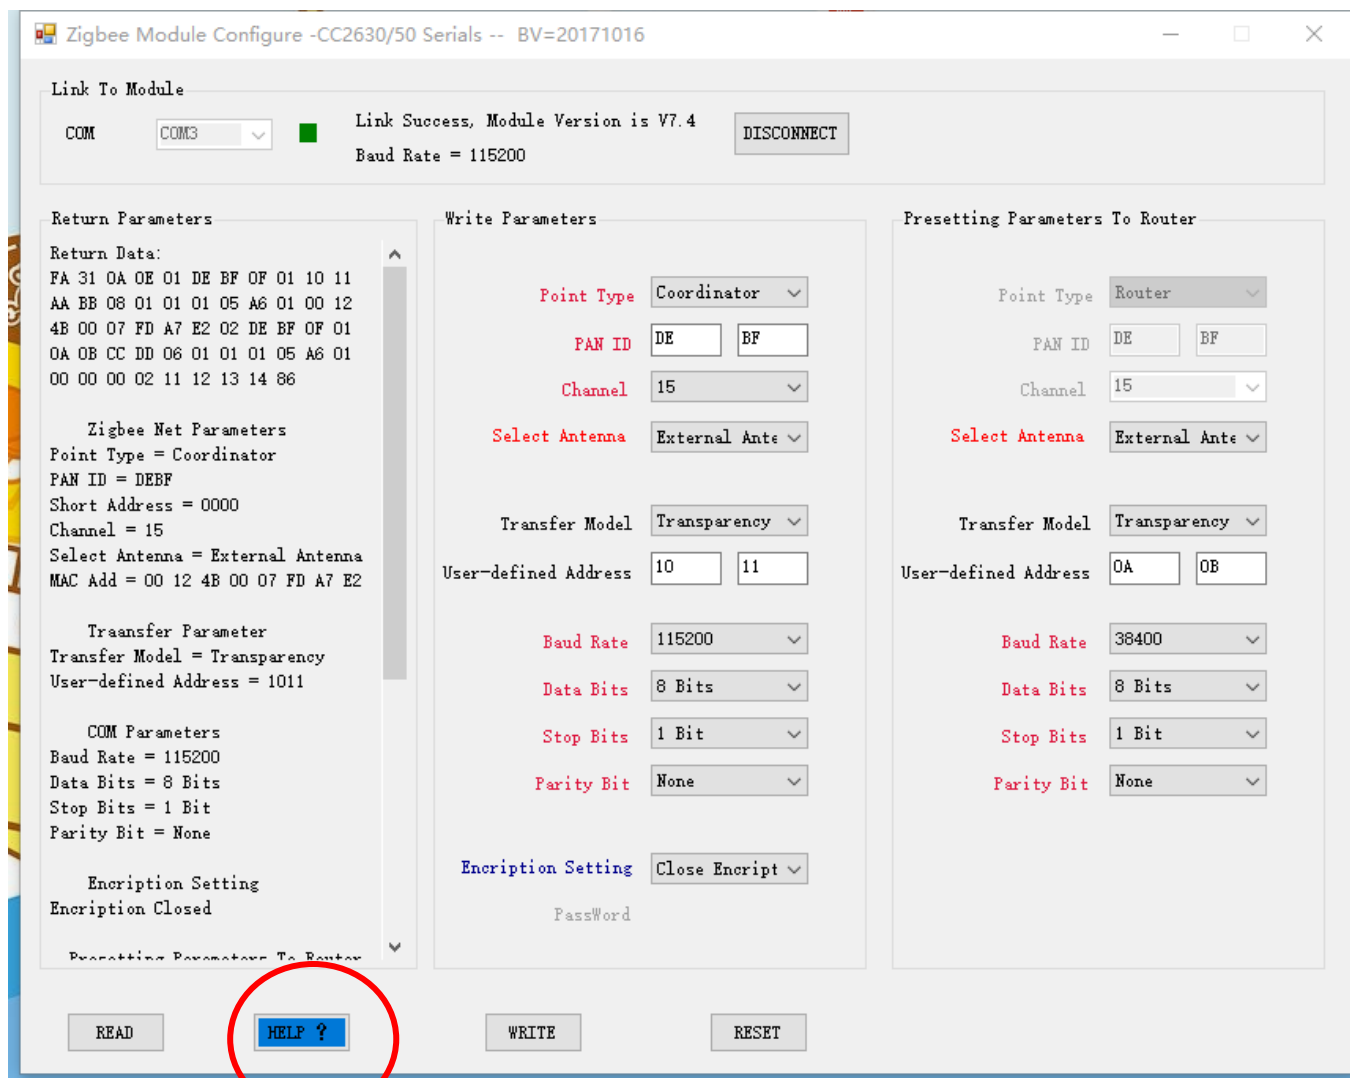 Zigbee Module Configure -CC2630/50 Serials -- BV=20171016
Link To Module
COM
COM3
Link Success, Module Version is V7.4
Baud Rate = 115200
DISCONNECT
Return Parameters
Return Data:
FA 31 0A 0E 01 DE BF 0F 01 10 11
AA BB 08 01 01 01 05 A6 01 00 12
4B 00 07 FD A7 E2 02 DE BF 0F 01
0A 0B CC DD 06 01 01 01 05 A6 01
00 00 00 02 11 12 13 14 86
Zigbee Net Parameters
Point Type = Coordinator
PAN ID = DEBF
Short Address = 0000
Channel = 15
Select Antenna = External Antenna
MAC Add = 00 12 4B 00 07 FD A7 E2
Traansfer Parameter
Transfer Model = Transparency
User-defined Address = 1011
COM Parameters
Baud Rate = 115200
Data Bits = 8 Bits
Stop Bits = 1 Bit
Parity Bit = None
Encription Setting
Encription Closed
Presetting Parameters To Router
Write Parameters
Point Type Coordinator
PAN ID DE BF
Channel 15
Select Antenna External Ante
Transfer Model Transparency
User-defined Address 10 11
Baud Rate 115200
Data Bits 8 Bits
Stop Bits 1 Bit
Parity Bit None
Encription Setting Close Encript
PassWord
Presetting Parameters To Router
Point Type Router
PAN ID DE BF
Channel 15
Select Antenna External Ante
Transfer Model Transparency
User-defined Address 0A 0B
Baud Rate 38400
Data Bits 8 Bits
Stop Bits 1 Bit
Parity Bit None
READ
HELP ?
WRITE
RESET